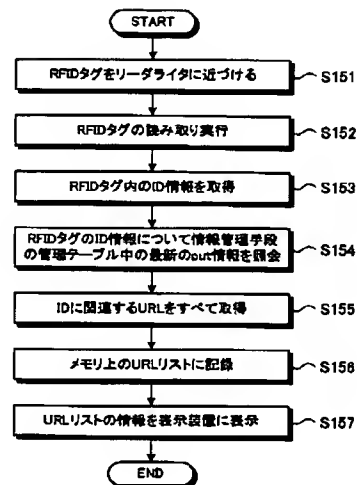 START
RFIDタグをリーダライタに近づける
S151
RFIDタグの読み取り実行
S152
RFIDタグ内のID情報を取得
S153
RFIDタグのID情報について情報管理手段
の管理テーブル中の最新のput情報を照会
S154
IDに関連するURLをすべて取得
S155
メモリ上のURLリストに記録
S156
URLリストの情報を表示装置に表示
S157
END